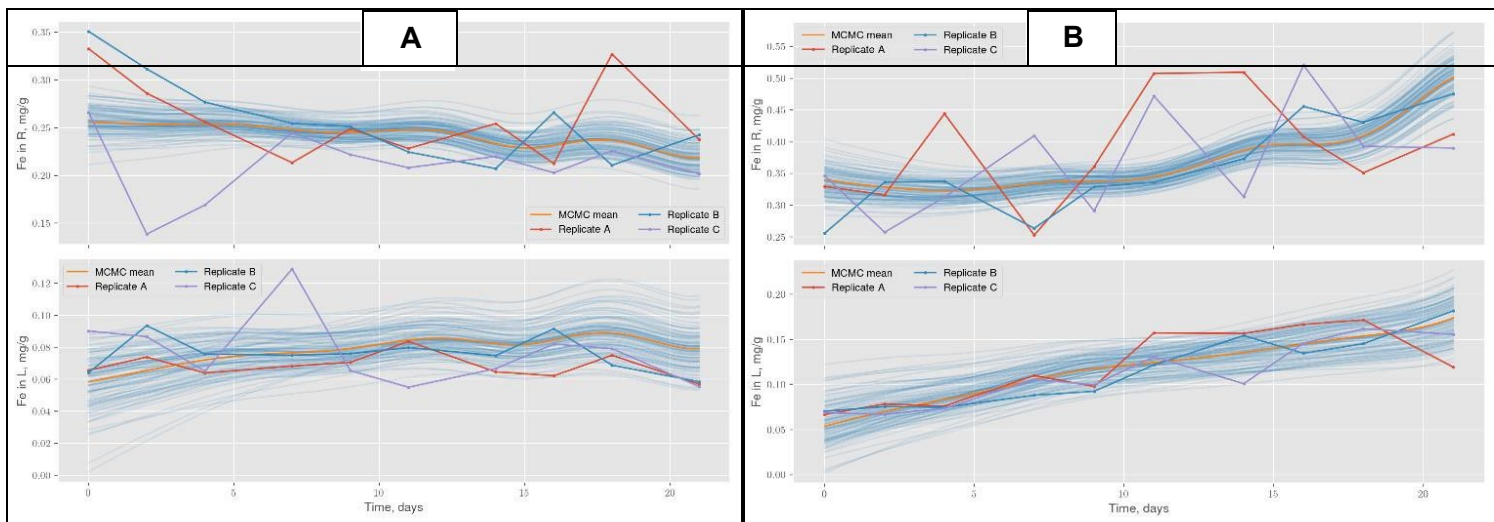 A
0.35
0.30
0.25
0.20
0.15
Fe in R, mg/g
MCMC mean
Replicate A
Replicate B
Replicate C
MCMC mean
Replicate A
Replicate B
Replicate C
0.12
0.10
0.08
0.06
0.04
0.02
0.00
Fe in L, mg/g
0 5 10 15 20
Time, days
B
MCMC mean
Replicate A
Replicate B
Replicate C
0.55
0.50
0.45
0.40
0.35
0.30
0.25
Fe in R, mg/g
MCMC mean
Replicate A
Replicate B
Replicate C
0.20
0.15
0.10
0.05
0.00
Fe in L, mg/g
0 5 10 15 20
Time, days